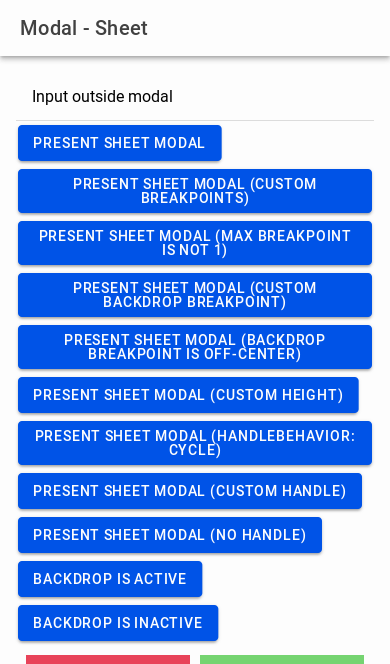 Modal - Sheet
Input outside modal
PRESENT SHEET MODAL
PRESENT SHEET MODAL (CUSTOM
BREAKPOINTS)
PRESENT SHEET MODAL (MAX BREAKPOINT
IS NOT 1)
PRESENT SHEET MODAL (CUSTOM
BACKDROP BREAKPOINT)
PRESENT SHEET MODAL (BACKDROP
BREAKPOINT IS OFF-CENTER)
PRESENT SHEET MODAL (CUSTOM HEIGHT)
PRESENT SHEET MODAL (HANDLEBEHAVIOR:
CYCLE)
PRESENT SHEET MODAL (CUSTOM HANDLE)
PRESENT SHEET MODAL (NO HANDLE)
BACKDROP IS ACTIVE
BACKDROP IS INACTIVE